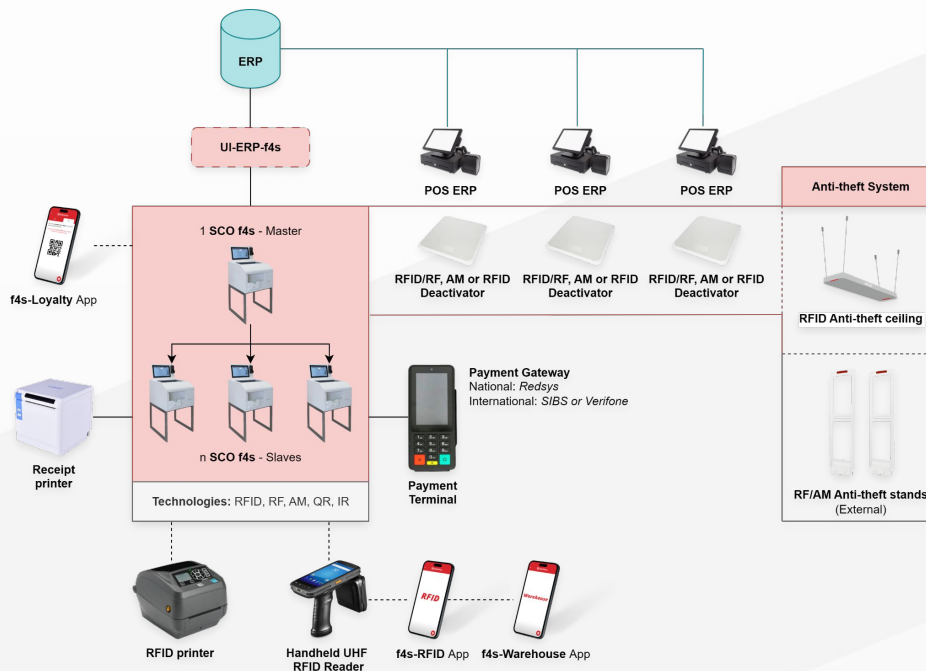 ERP
UI-ERP-f4s
POS ERP
POS ERP
POS ERP
Anti-theft System
1 SCO f4s - Master
RFID/RF, AM or RFID
Deactivator
RFID/RF, AM or RFID
Deactivator
RFID/RF, AM or RFID
Deactivator
f4s-Loyalty App
RFID Anti-theft ceiling
Payment Gateway
National: Redsys
International: SIBS or Verifone
n SCO f4s - Slaves
Receipt
printer
Payment
Terminal
RF/AM Anti-theft stands
(External)
Technologies: RFID, RF, AM, QR, IR
RFID
Warehouse
RFID printer
Handheld UHF
RFID Reader
f4s-RFID App
f4s-Warehouse App